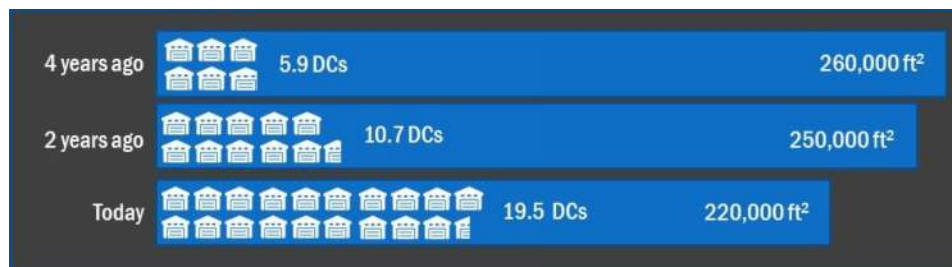 4 years ago 5.9 DCs 260,000 ft²
2 years ago 10.7 DCs 250,000 ft²
Today 19.5 DCs 220,000 ft²